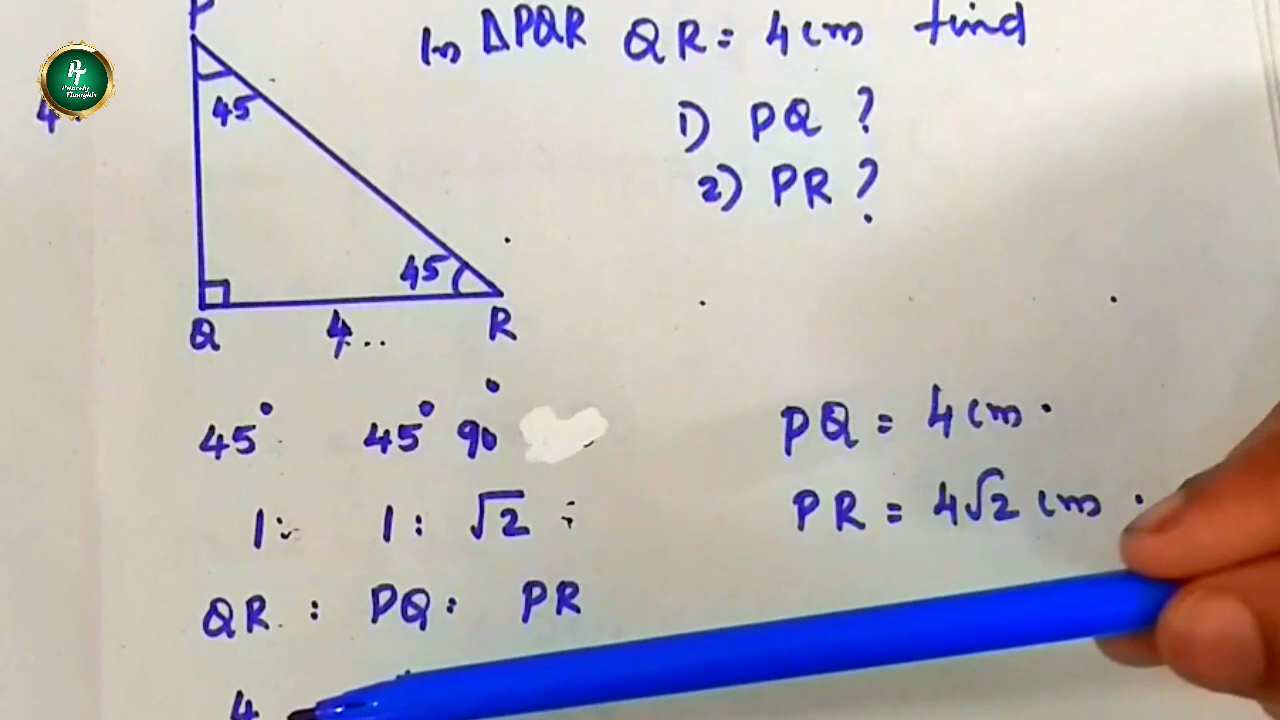 P
In ΔPQR QR = 4 cm find
1) PQ ?
2) PR ?
45
4
45
Q 4.. R
45° 45° 90°
1 : 1 : √2 :
QR : PQ : PR
4
PQ = 4 cm.
PR = 4√2 cm.